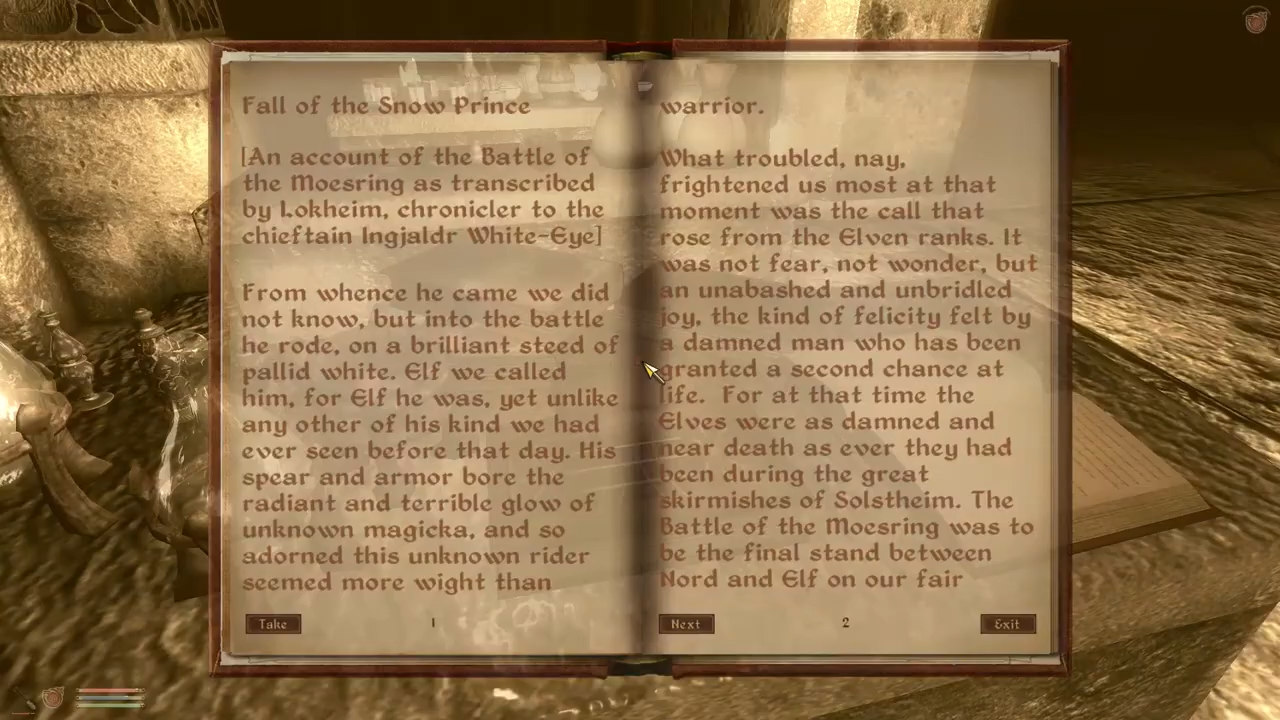 Fall of the Snow Prince
[An account of the Battle of
the Moesring as transcribed
by Lokheim, chronicler to the
chieftain Ingjaldr White-Eye]
From whence he came we did
not know, but into the battle
he rode, on a brilliant steed of
pallid white. Elf we called
him, for Elf he was, yet unlike
any other of his kind we had
ever seen before that day. His
spear and armor bore the
radiant and terrible glow of
unknown magicka, and so
adorned this unknown rider
seemed more wight than
Take
1
warrior.
What troubled, nay,
frightened us most at that
moment was the call that
rose from the Elven ranks. It
was not fear, not wonder, but
an unabashed and unbridled
joy, the kind of felicity felt by
a damned man who has been
granted a second chance at
life. For at that time the
Elves were as damned and
near death as ever they had
been during the great
skirmishes of Solstheim. The
Battle of the Moesring was to
be the final stand between
Nord and Elf on our fair
Next
2
Exit